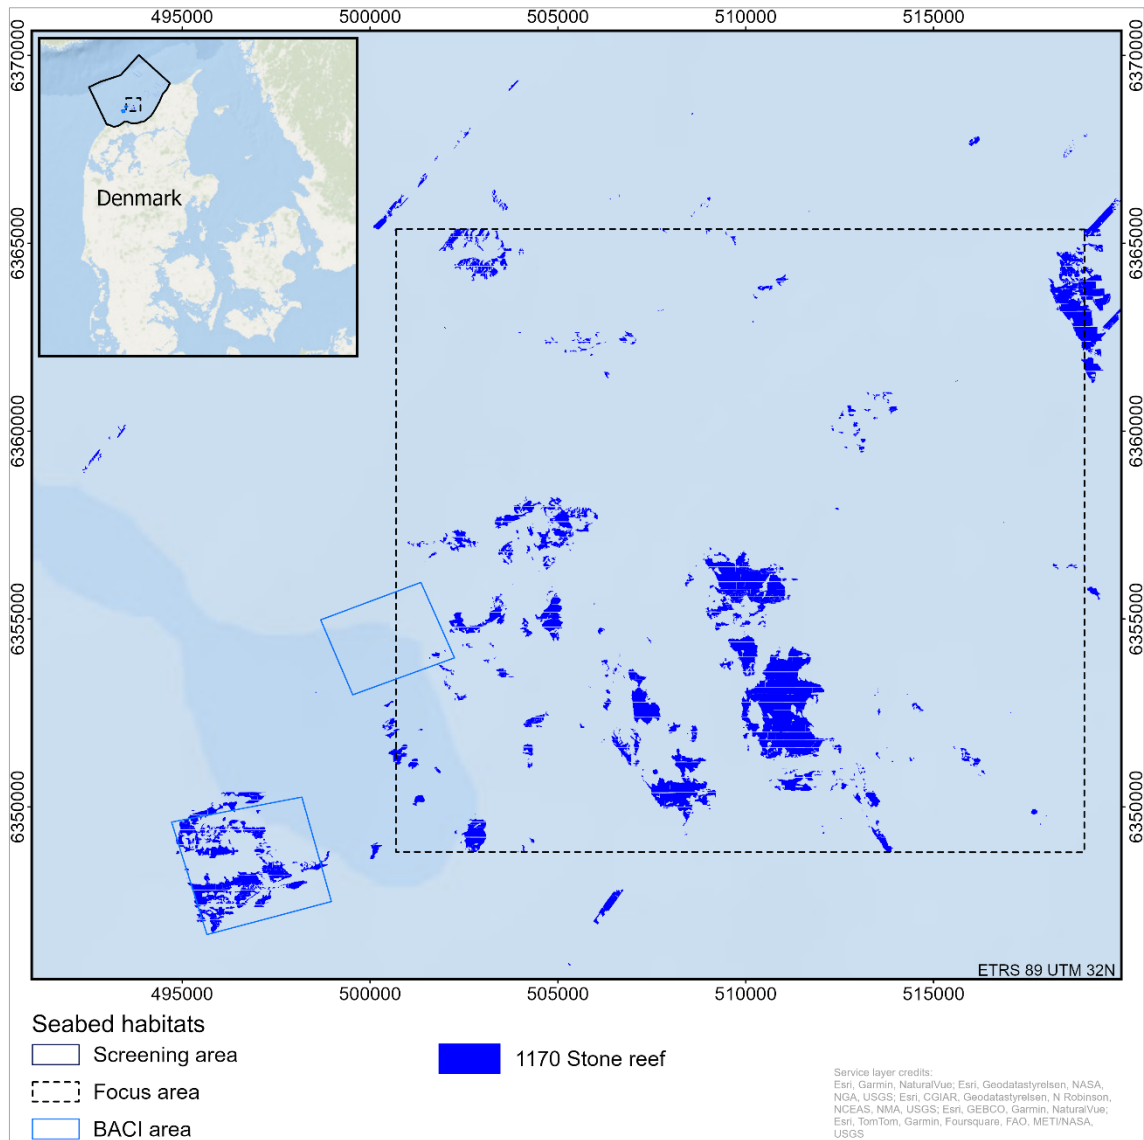 495000 500000 505000 510000 515000
6370000
6370000
Denmark
6365000
6365000
6360000
6360000
6355000
6355000
6350000
6350000
ETRS 89 UTM 32N
495000 500000 505000 510000 515000
Seabed habitats
Screening area
1170 Stone reef
Focus area
BACI area
Service layer credits:
Esri, Garmin, NaturalVue; Esri, Geodatastyrelsen, NASA,
NGA, USGS; Esri, CGIAR, Geodatastyrelsen, N Robinson,
NCEAS, NMA, USGS; Esri, GEBCO, Garmin, NaturalVue;
Esri, TomTom, Garmin, Foursquare, FAO, METI/NASA,
USGS